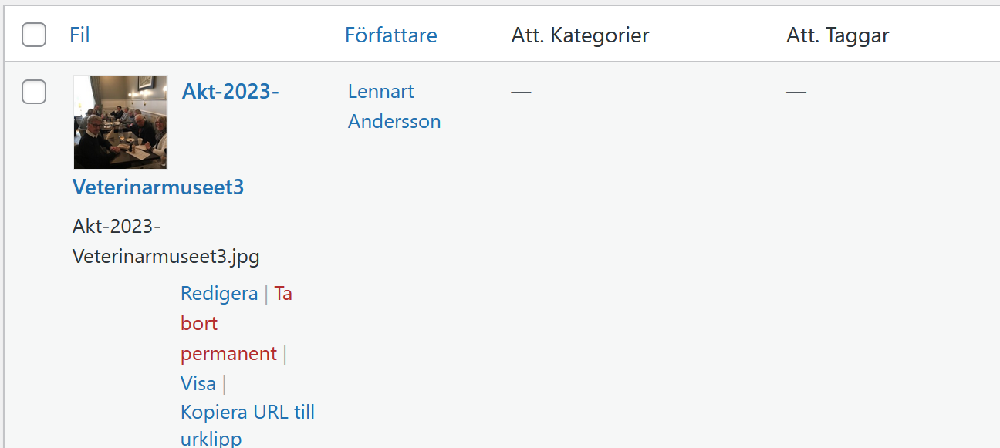 Fil Författare Att. Kategorier Att. Taggar
Akt-2023- Lennart — —
Andersson
Veterinarmuseet3
Akt-2023-
Veterinarmuseet3.jpg
Redigera | Ta
bort
permanent |
Visa |
Kopiera URL till
urklipp